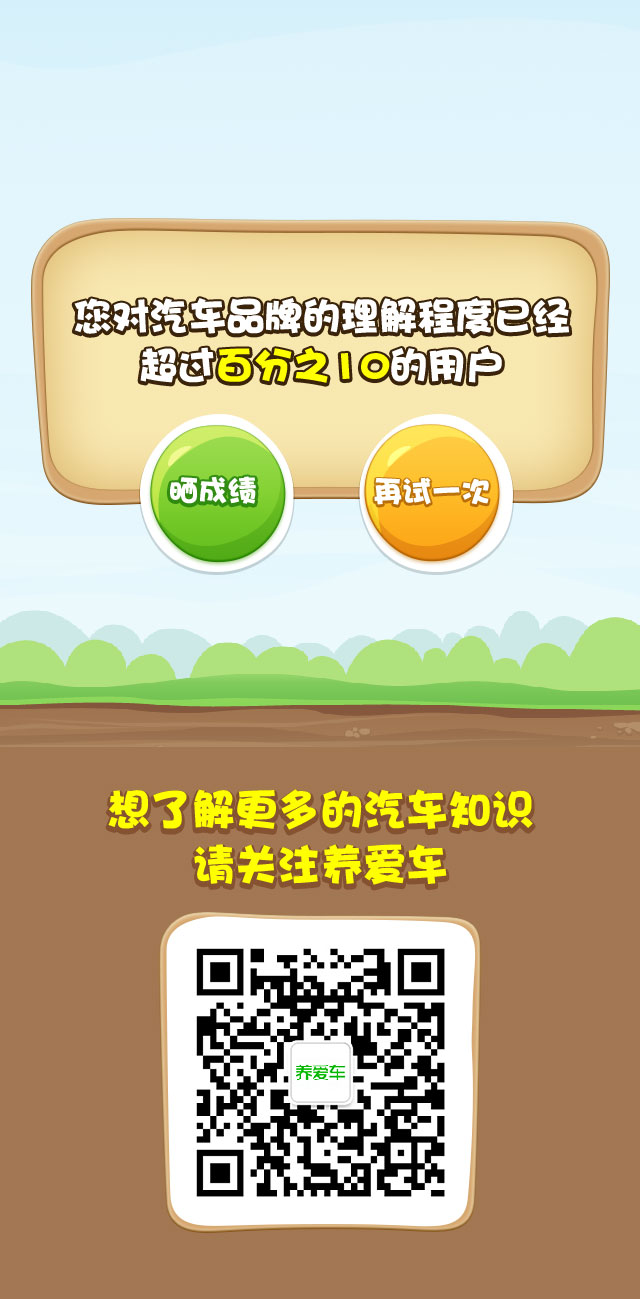 您对汽车品牌的理解程度已经
超过百分之10的用户
晒成绩
再试一次
想了解更多的汽车知识
请关注养爱车
养爱车